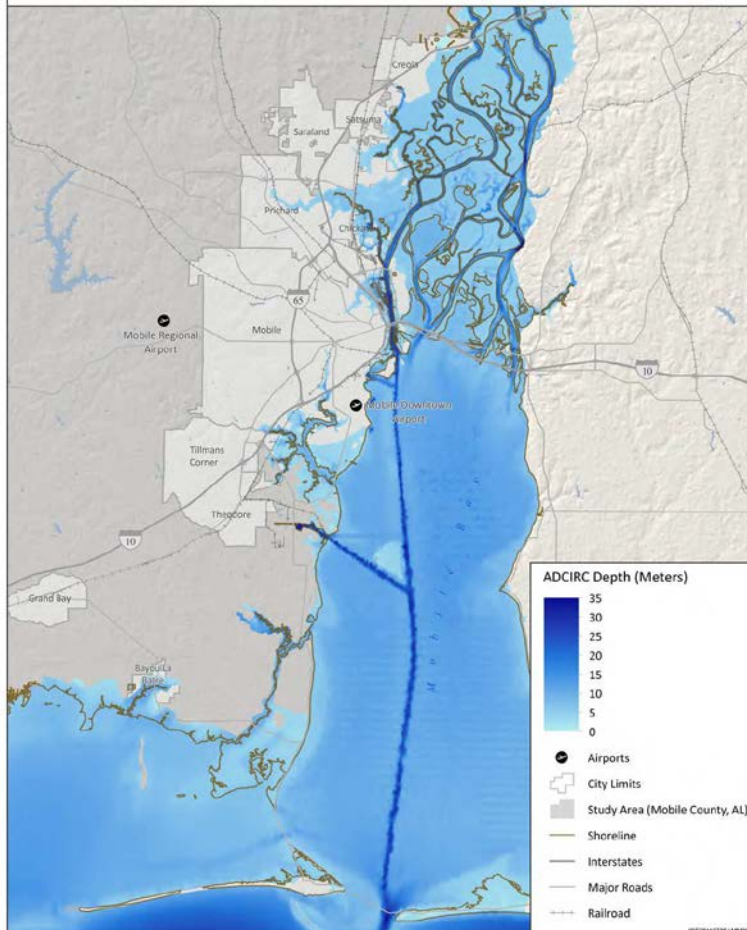 Creola
Satsuma
Saraland
Prichard
65
Mobile
Mobile Regional
Airport
10
Mobile Downtown
Airport
Tillmans
Corner
Theodore
10
Grand Bay
Bayou La
Batre
Mobile Bay
ADCIRC Depth (Meters)
35
30
25
20
15
10
5
0
Airports
City Limits
Study Area (Mobile County, AL)
Shoreline
Interstates
Major Roads
Railroad